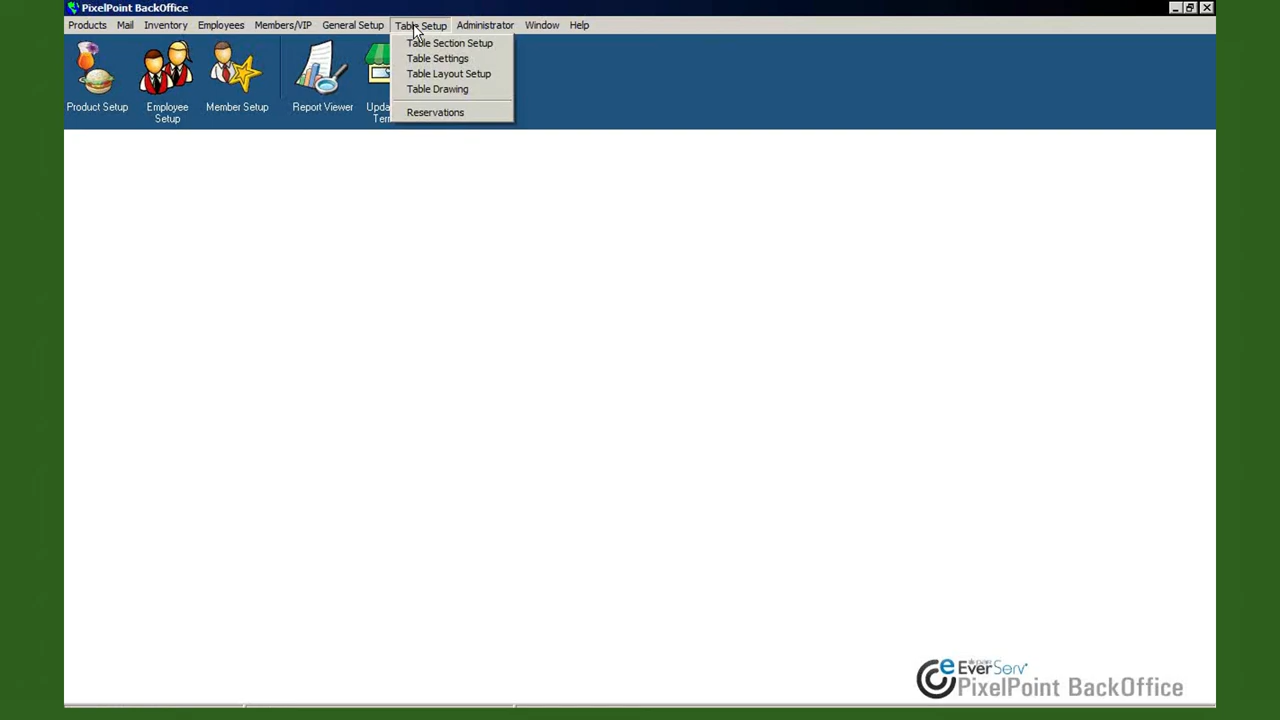 PixelPoint BackOffice
Products Mail Inventory Employees Members/VIP General Setup Table Setup Administrator Window Help
Table Section Setup
Table Settings
Table Layout Setup
Table Drawing
Reservations
Product Setup
Employee Setup
Member Setup
Report Viewer
EverServ
PixelPoint BackOffice